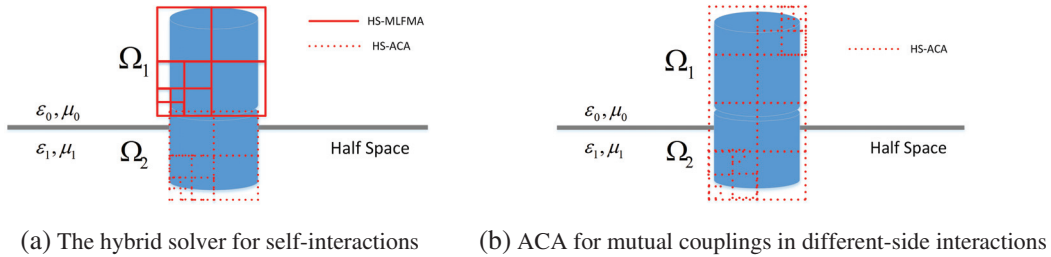 HS-MLFMA
HS-ACA
Ω₁
ε₀, μ₀
ε₁, μ₁
Ω₂
Half Space
(a) The hybrid solver for self-interactions
HS-ACA
Ω₁
ε₀, μ₀
ε₁, μ₁
Ω₂
Half Space
(b) ACA for mutual couplings in different-side interactions